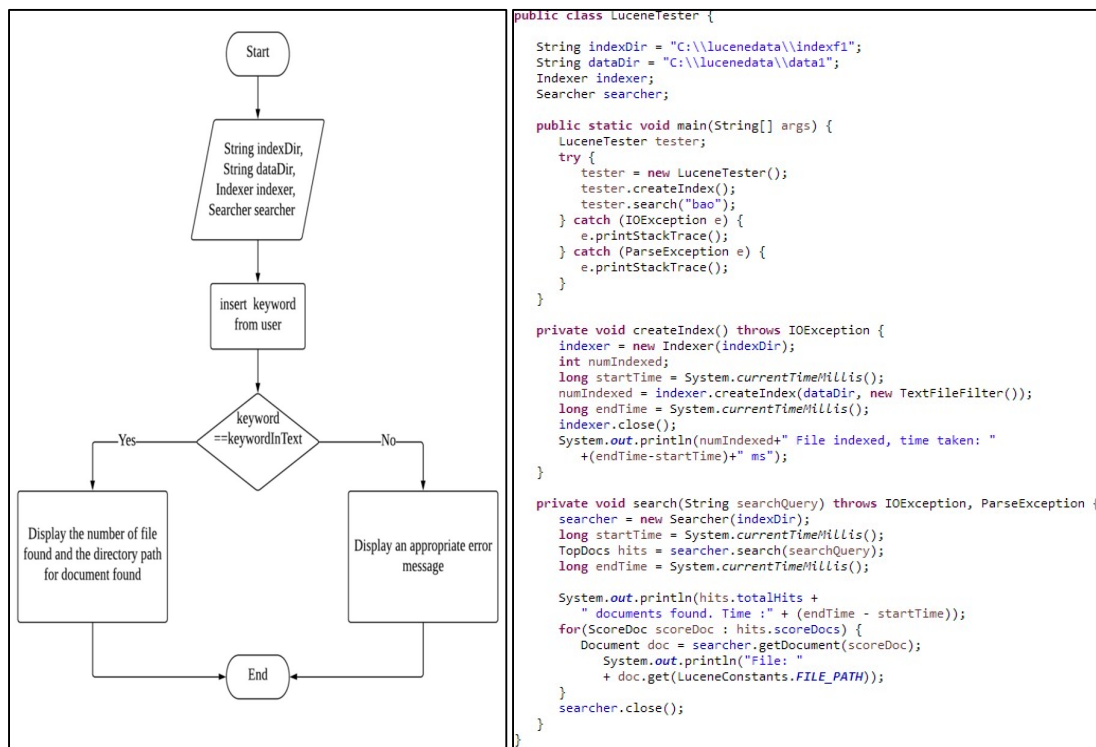 Start
String indexDir,
String dataDir,
Indexer indexer,
Searcher searcher
insert keyword
from user
keyword
==keywordInText
Yes
No
Display the number of file
found and the directory path
for document found
Display an appropriate error
message
End
public class LuceneTester {
String indexDir = "C:\\lucenedata\\indexf1";
String dataDir = "C:\\lucenedata\\data1";
Indexer indexer;
Searcher searcher;
public static void main(String[] args) {
LuceneTester tester;
try {
tester = new LuceneTester();
tester.createIndex();
tester.search("bao");
} catch (IOException e) {
e.printStackTrace();
} catch (ParseException e) {
e.printStackTrace();
}
}
private void createIndex() throws IOException {
indexer = new Indexer(indexDir);
int numIndexed;
long startTime = System.currentTimeMillis();
numIndexed = indexer.createIndex(dataDir, new TextFileFilter());
long endTime = System.currentTimeMillis();
indexer.close();
System.out.println(numIndexed+" File indexed, time taken: "
+(endTime-startTime)+" ms");
}
private void search(String searchQuery) throws IOException, ParseException {
searcher = new Searcher(indexDir);
long startTime = System.currentTimeMillis();
TopDocs hits = searcher.search(searchQuery);
long endTime = System.currentTimeMillis();
System.out.println(hits.totalHits +
" documents found. Time :" + (endTime - startTime));
for(ScoreDoc scoreDoc : hits.scoreDocs) {
Document doc = searcher.getDocument(scoreDoc);
System.out.println("File: "
+ doc.get(LuceneConstants.FILE_PATH));
}
searcher.close();
}
}